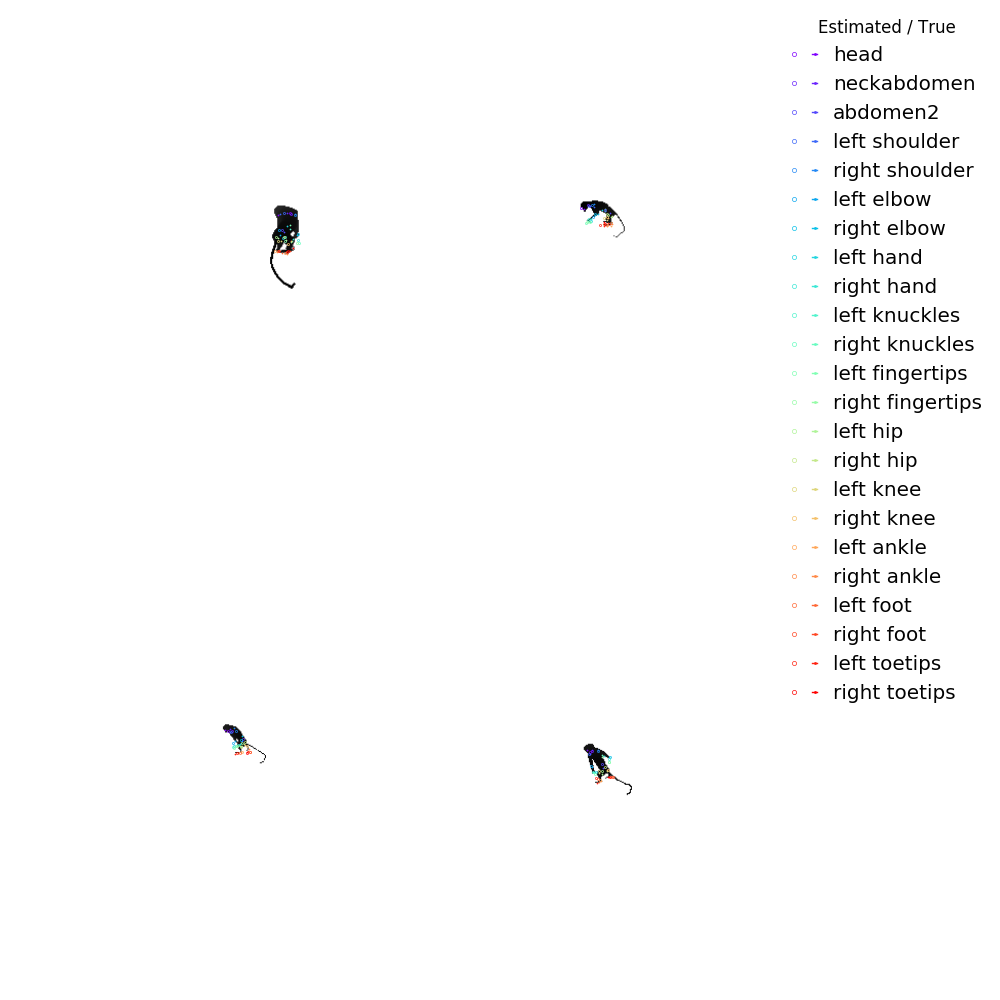 Estimated / True
head
neckabdomen
abdomen2
left shoulder
right shoulder
left elbow
right elbow
left hand
right hand
left knuckles
right knuckles
left fingertips
right fingertips
left hip
right hip
left knee
right knee
left ankle
right ankle
left foot
right foot
left toetips
right toetips